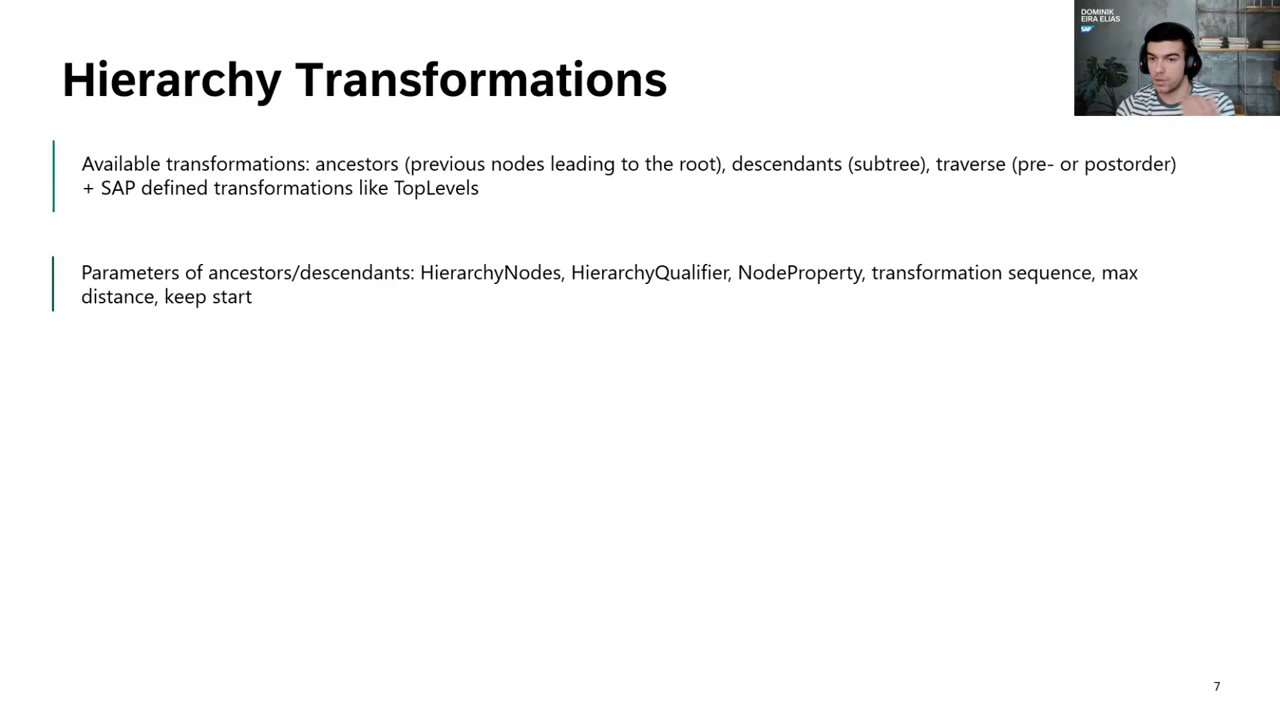 DOMINIK
EIRA ELIAS
SAP
Hierarchy Transformations
Available transformations: ancestors (previous nodes leading to the root), descendants (subtree), traverse (pre- or postorder)
+ SAP defined transformations like TopLevels
Parameters of ancestors/descendants: HierarchyNodes, HierarchyQualifier, NodeProperty, transformation sequence, max
distance, keep start
7